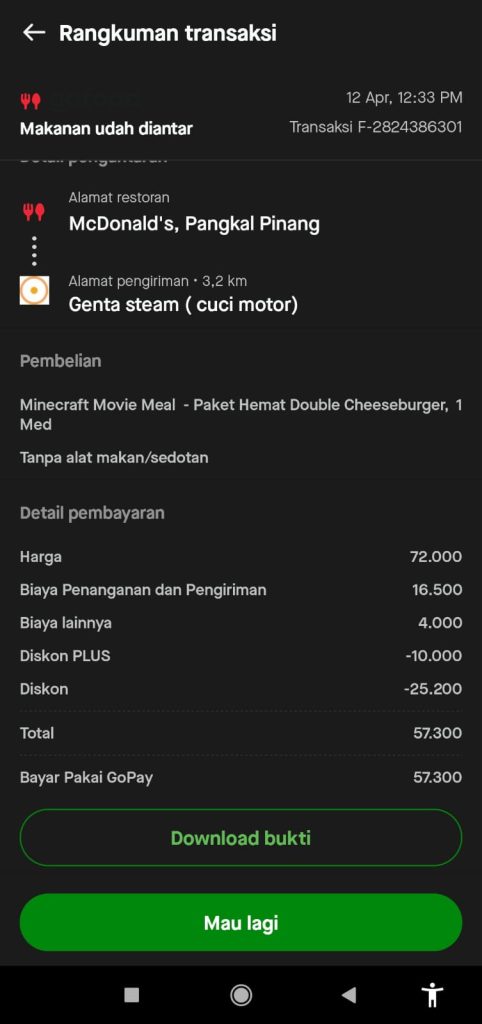 Rangkuman transaksi
12 Apr, 12:33 PM
Makanan udah diantar
Transaksi F-2824386301
Detail pengantaran
Alamat restoran
McDonald's, Pangkal Pinang
Alamat pengiriman • 3,2 km
Genta steam ( cuci motor)
Pembelian
Minecraft Movie Meal - Paket Hemat Double Cheeseburger, 1
Med
Tanpa alat makan/sedotan
Detail pembayaran
Harga 72.000
Biaya Penanganan dan Pengiriman 16.500
Biaya lainnya 4.000
Diskon PLUS -10.000
Diskon -25.200
Total 57.300
Bayar Pakai GoPay 57.300
Download bukti
Mau lagi